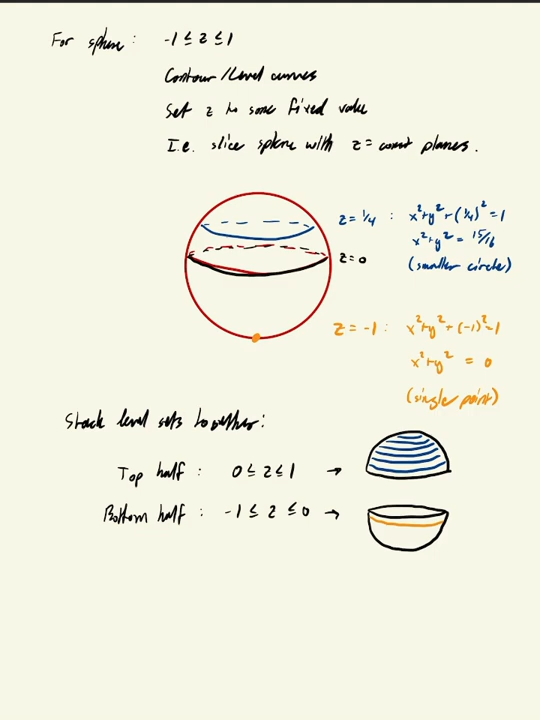 For sphere : -1 ≤ z ≤ 1
Contour/Level curves
Set z to some fixed value
I.e. slice sphere with z = const planes.
z = 1/4 : x²+y²+(1/4)² = 1
x²+y² = 15/16
(smaller circle)
z = 0
z = -1 : x²+y²+(-1)² = 1
x²+y² = 0
(single point)
Stack level sets together:
Top half : 0 ≤ z ≤ 1 →
Bottom half : -1 ≤ z ≤ 0 →